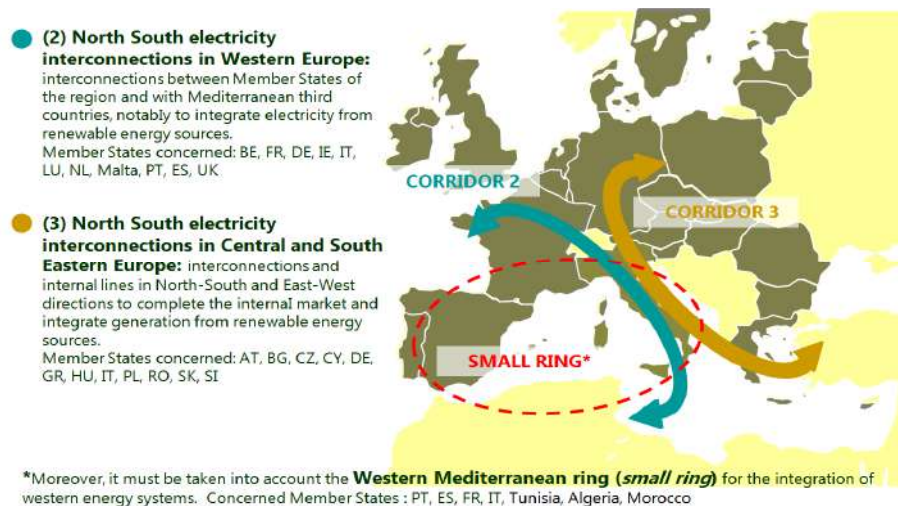 (2) North South electricity
interconnections in Western Europe:
interconnections between Member States
of the region and with Mediterranean third
countries, notably to integrate electricity from
renewable energy sources.
Member States concerned: BE, FR, DE, IE, IT,
LU, NL, Malta, PT, ES, UK
(3) North South electricity
interconnections in Central and South
Eastern Europe: interconnections and
internal lines in North-South and East-West
directions to complete the internal market and
integrate generation from renewable energy
sources.
Member States concerned: AT, BG, CZ, CY, DE,
GR, HU, IT, PL, RO, SK, SI
CORRIDOR 2
CORRIDOR 3
SMALL RING*
*Moreover, it must be taken into account the Western Mediterranean ring (small ring) for the integration of
western energy systems. Concerned Member States : PT, ES, FR, IT, Tunisia, Algeria, Morocco